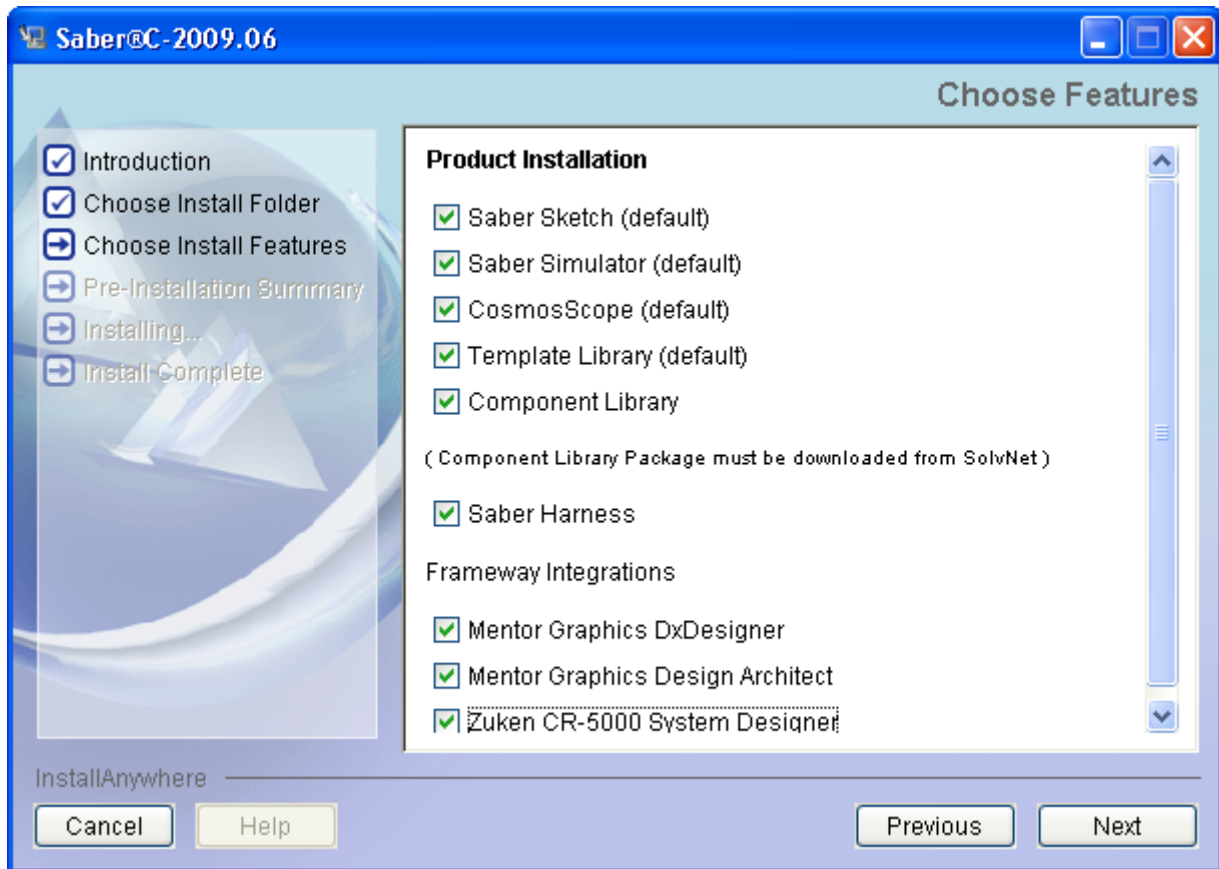 Saber®C-2009.06
Choose Features
Introduction
Choose Install Folder
Choose Install Features
Pre-Installation Summary
Installing...
Install Complete
Product Installation
Saber Sketch (default)
Saber Simulator (default)
CosmosScope (default)
Template Library (default)
Component Library
( Component Library Package must be downloaded from SolvNet )
Saber Harness
Frameway Integrations
Mentor Graphics DxDesigner
Mentor Graphics Design Architect
Zuken CR-5000 System Designer
InstallAnywhere
Cancel
Help
Previous
Next